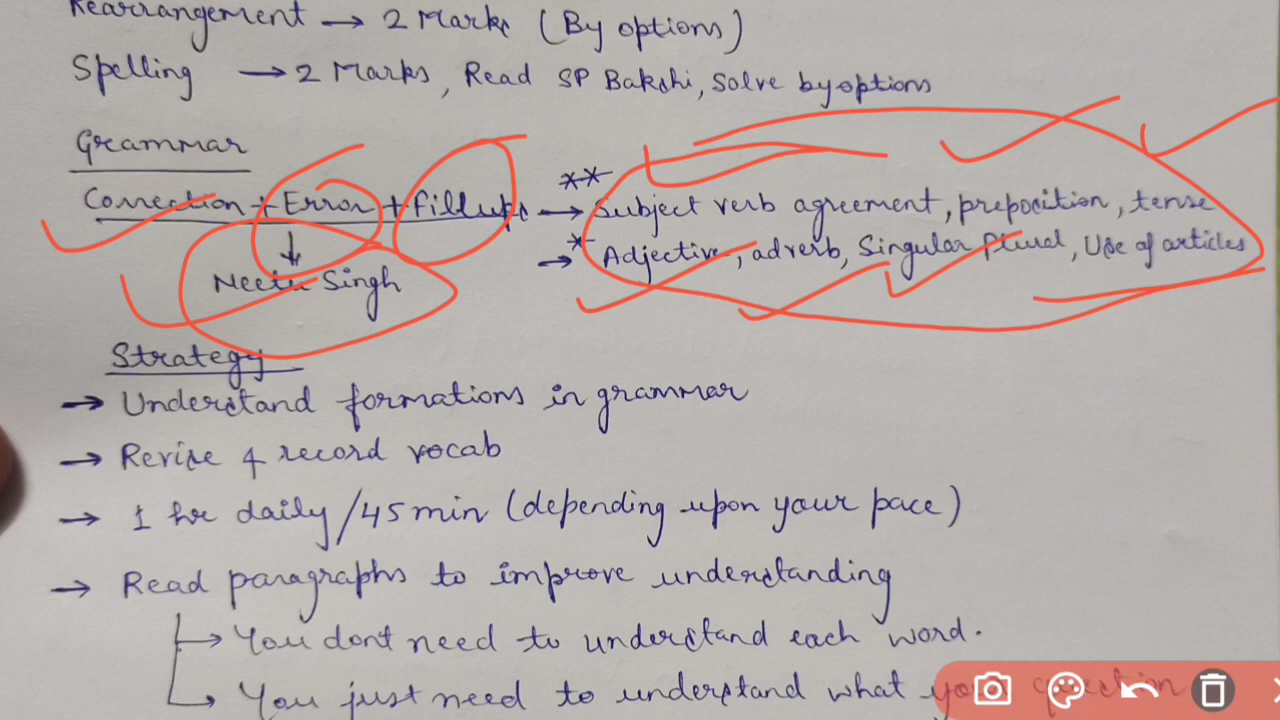 Rearrangement → 2 Marks (By options)
Spelling → 2 Marks, Read SP Bakshi, Solve by options
Grammar
Correction + Error + fillups → ** Subject verb agreement, preposition, tense
→ * Adjective, adverb, Singular Plural, Use of articles
↓
Neetu Singh
Strategy
→ Understand formations in grammar
→ Revise & record vocab
→ 1 hr daily/45 min (depending upon your pace)
→ Read paragraphs to improve understanding
↳ You dont need to understand each word.
↳ You just need to understand what your question